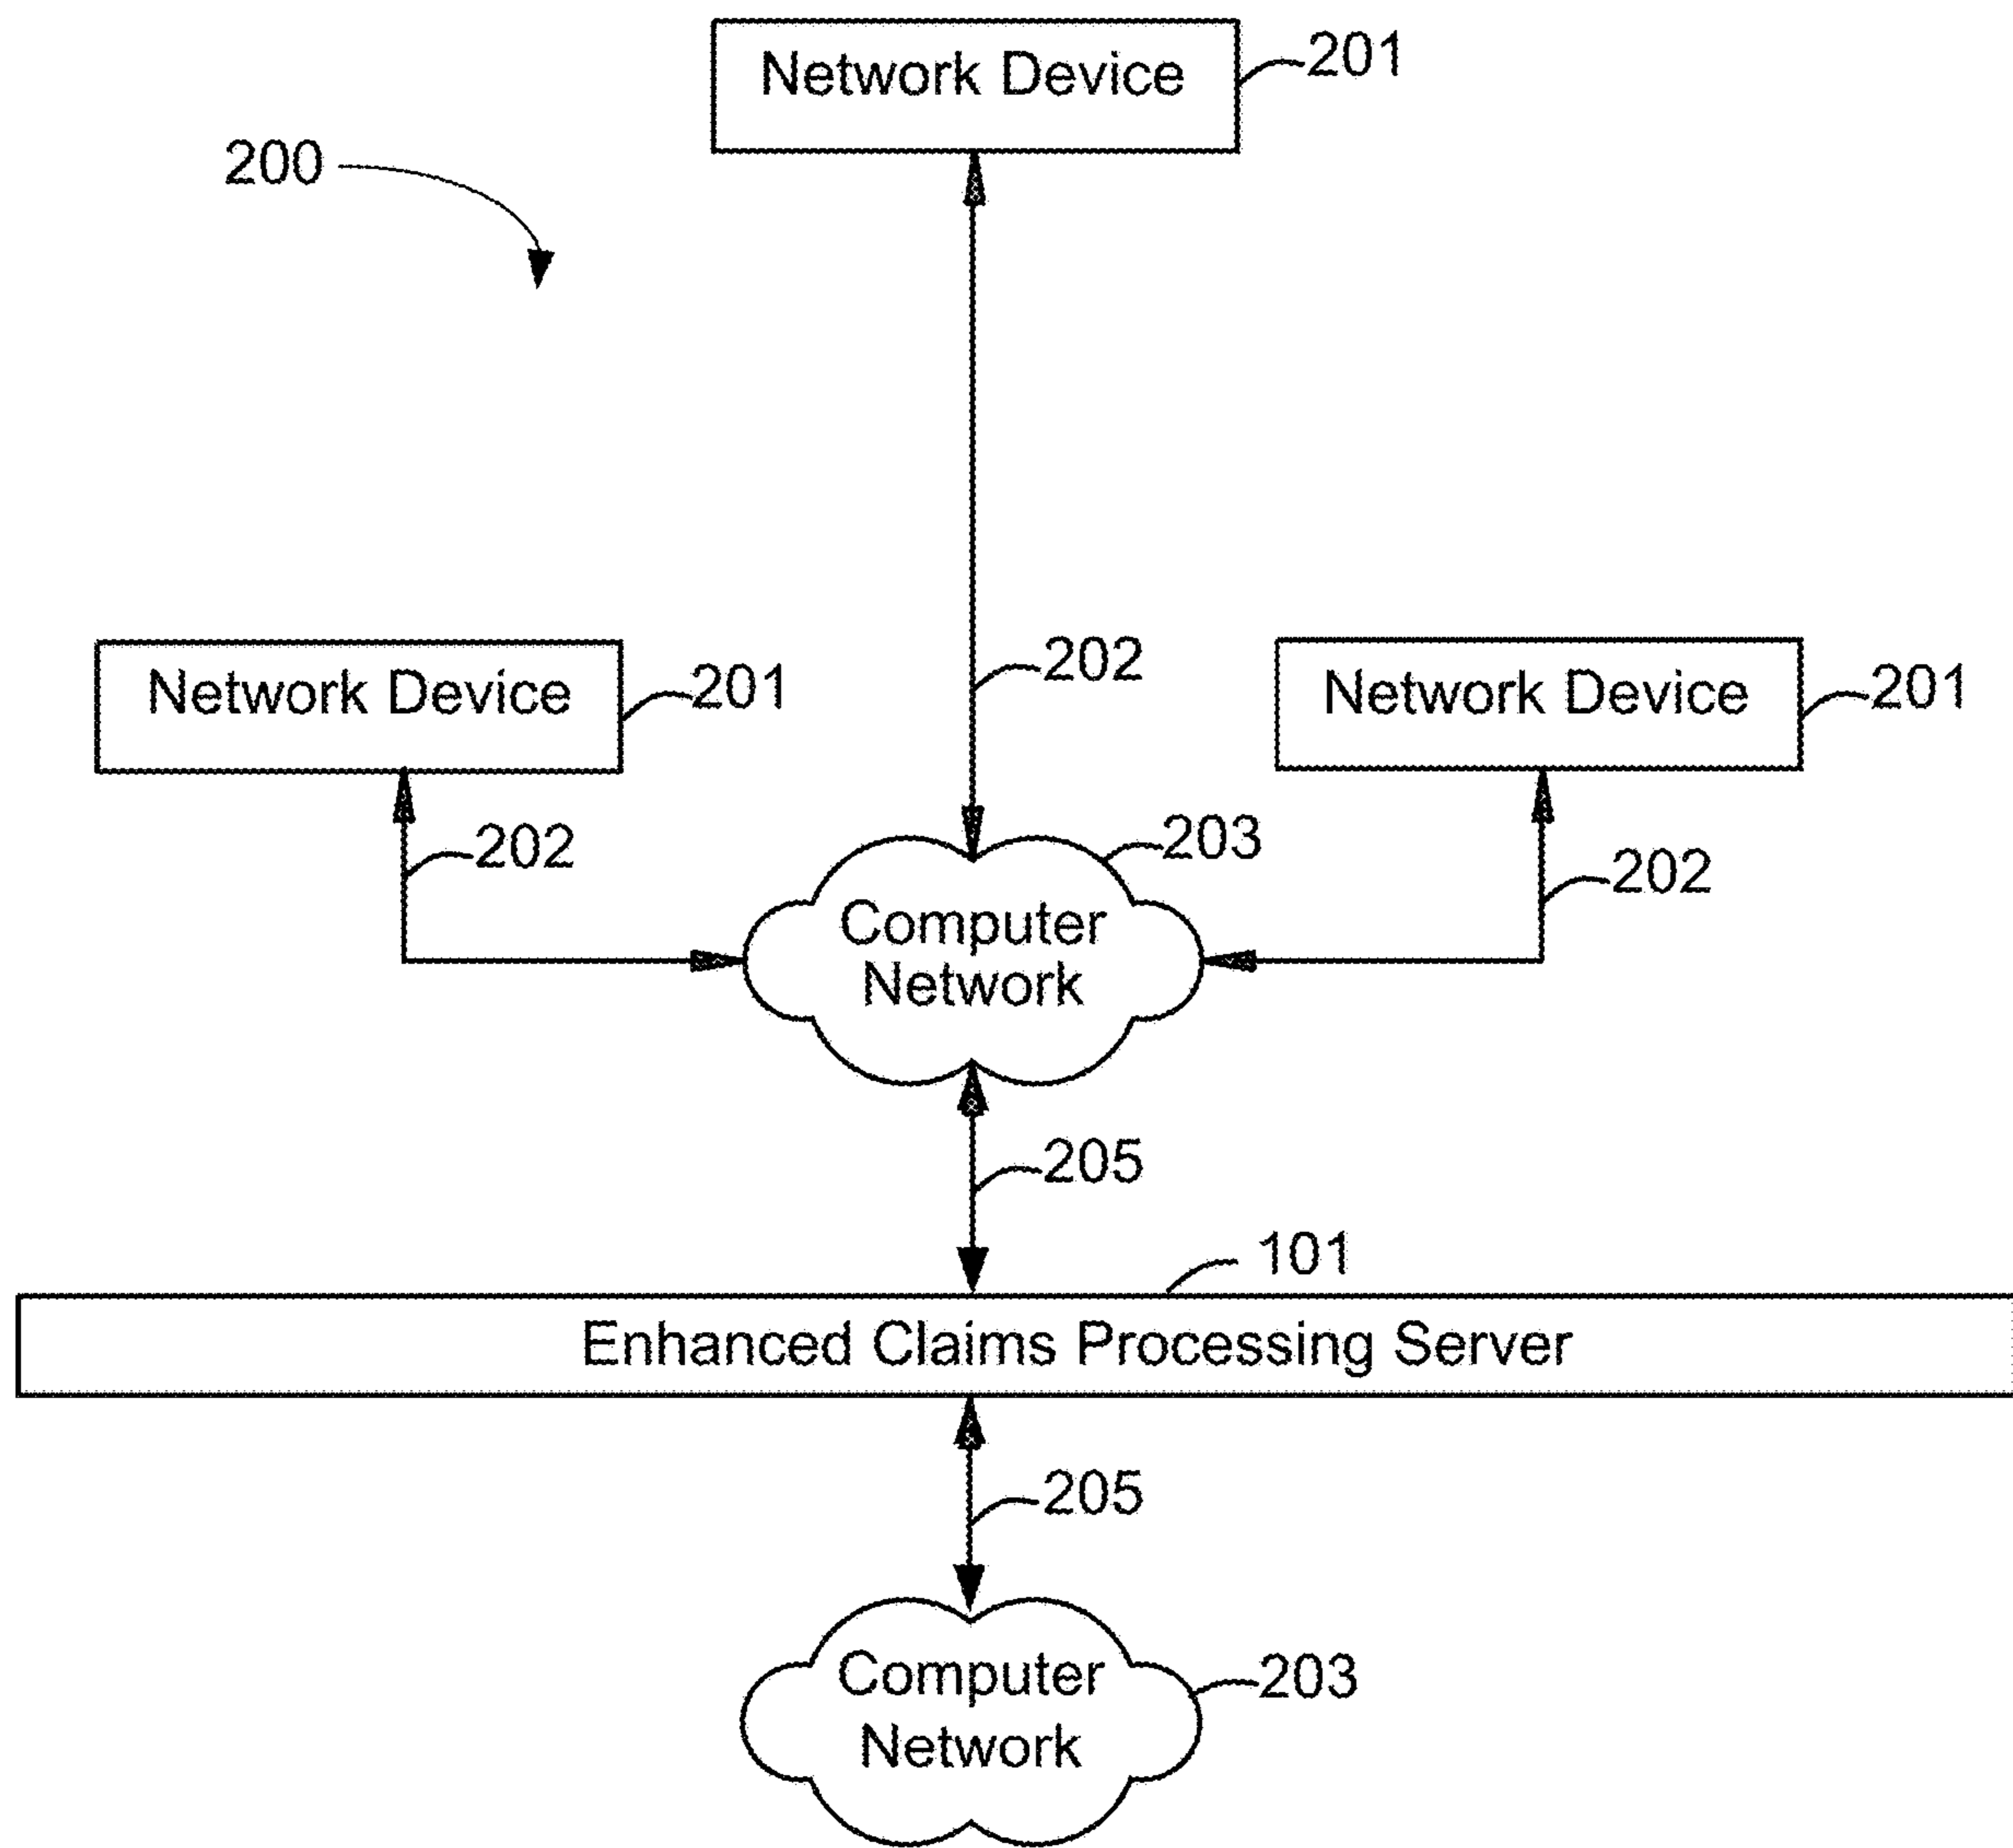 Network Device
201
200
202
Network Device
201
Network Device
201
202
203
202
Computer
Network
205
101
Enhanced Claims Processing Server
205
Computer
Network
203